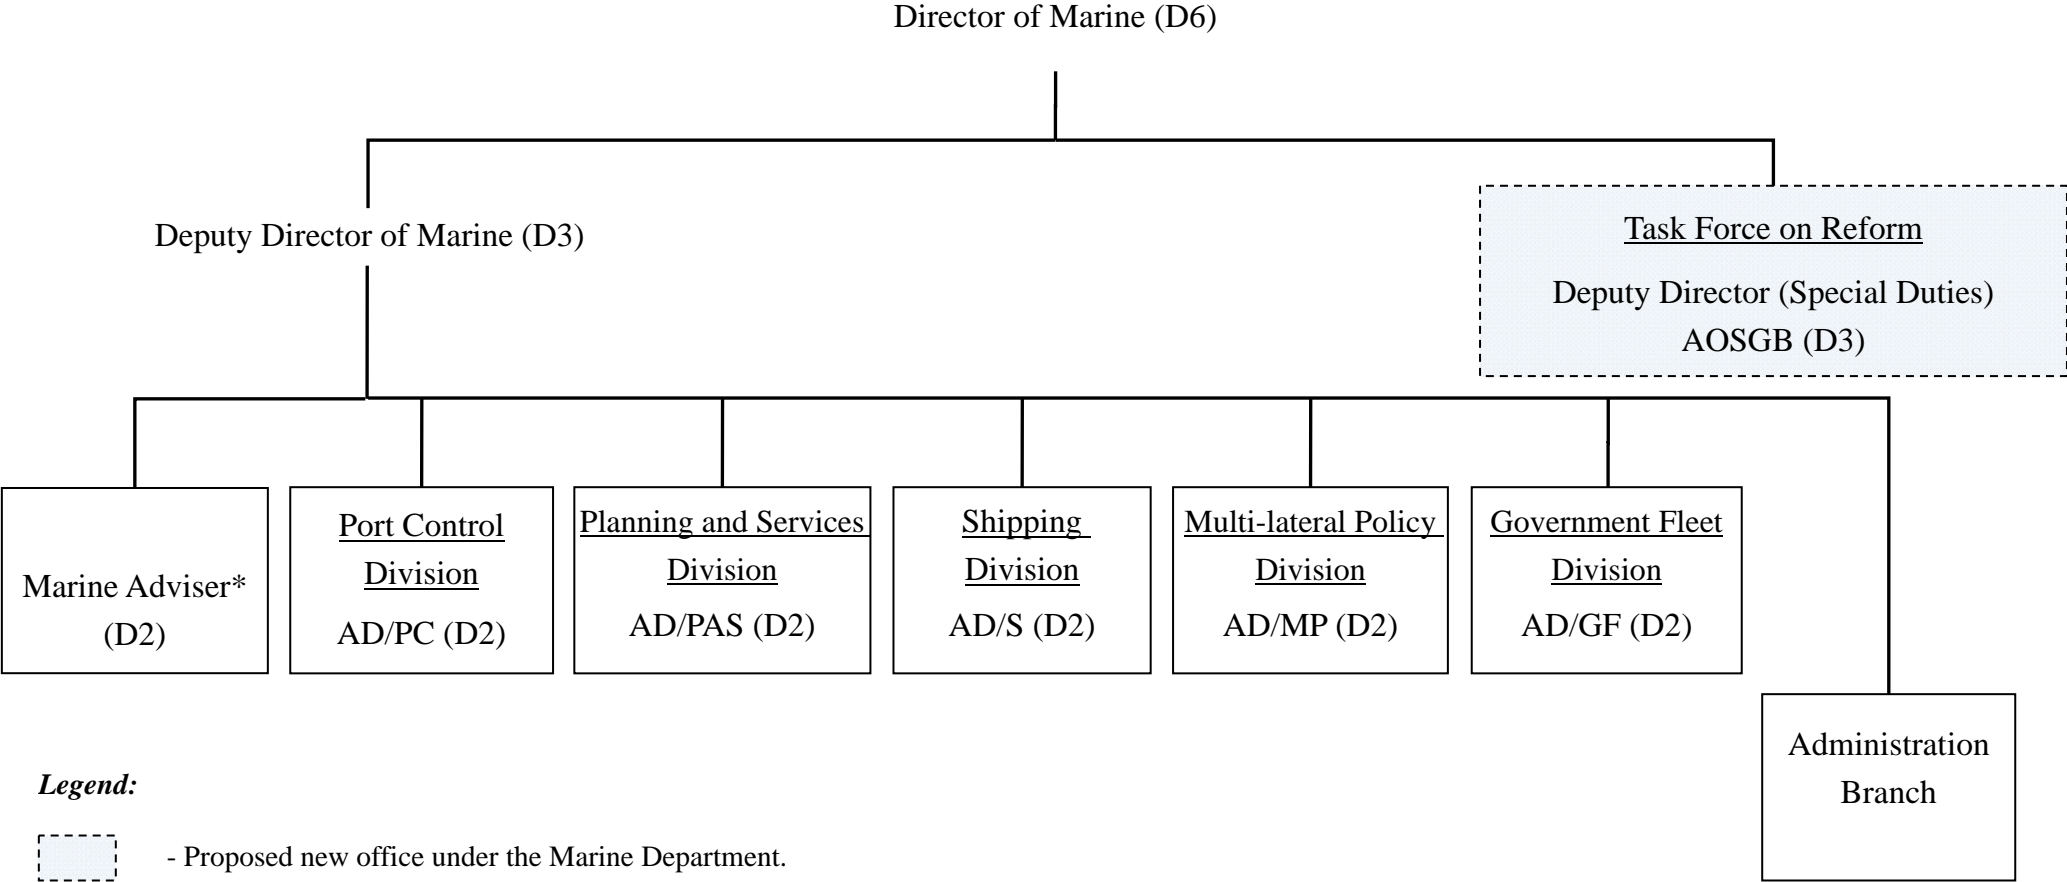 Director of Marine (D6)
Deputy Director of Marine (D3)
Task Force on Reform
Deputy Director (Special Duties)
AOSGB (D3)
Marine Adviser*
(D2)
Port Control
Division
AD/PC (D2)
Planning and Services
Division
AD/PAS (D2)
Shipping
Division
AD/S (D2)
Multi-lateral Policy
Division
AD/MP (D2)
Government Fleet
Division
AD/GF (D2)
Administration
Branch
Legend:
- Proposed new office under the Marine Department.